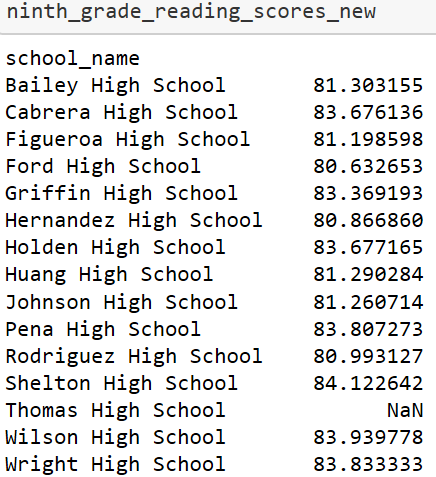 ninth_grade_reading_scores_new
school_name
Bailey High School 81.303155
Cabrera High School 83.676136
Figueroa High School 81.198598
Ford High School 80.632653
Griffin High School 83.369193
Hernandez High School 80.866860
Holden High School 83.677165
Huang High School 81.290284
Johnson High School 81.260714
Pena High School 83.807273
Rodriguez High School 80.993127
Shelton High School 84.122642
Thomas High School NaN
Wilson High School 83.939778
Wright High School 83.833333